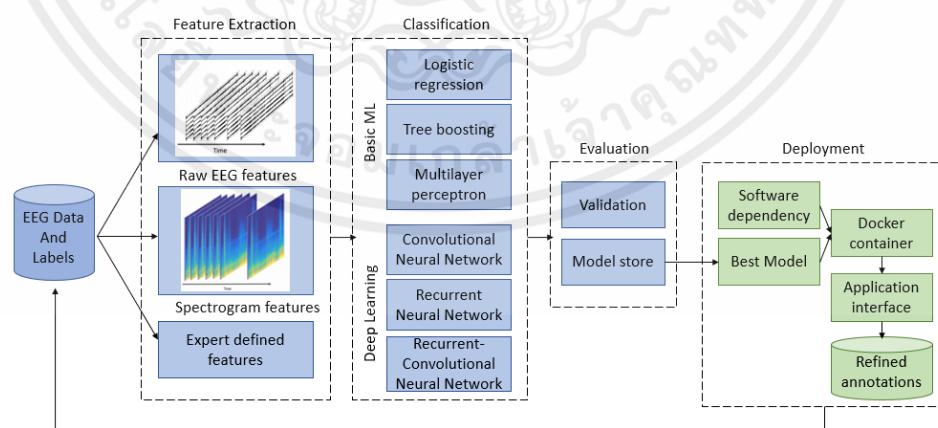 Feature Extraction
Time
Raw EEG features
Time
Spectrogram features
Expert defined
features
EEG Data
And
Labels
Classification
Basic ML
Logistic
regression
Tree boosting
Multilayer
perceptron
Deep Learning
Convolutional
Neural Network
Recurrent
Neural Network
Recurrent-
Convolutional
Neural Network
Evaluation
Validation
Model store
Deployment
Software
dependency
Best Model
Docker
container
Application
interface
Refined
annotations